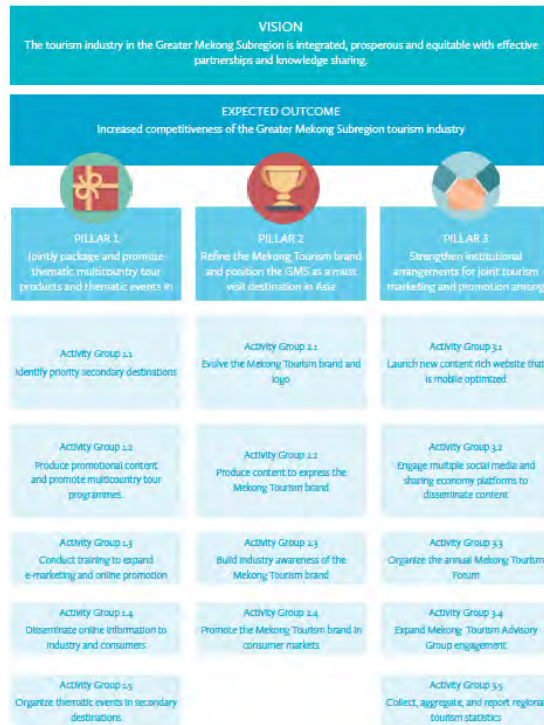 VISION
The tourism industry in the Greater Mekong Subregion is integrated, prosperous and equitable with effective
partnerships and knowledge sharing.
EXPECTED OUTCOME
Increased competitiveness of the Greater Mekong Subregion tourism industry
PILLAR 1
Jointly package and promote
thematic multicountry tour
products and thematic events in
PILLAR 2
Refine the Mekong Tourism brand
and position the GMS as a must
visit destination in Asia
PILLAR 3
Strengthen institutional
arrangements for joint tourism
marketing and promotion among
Activity Group 1.1
Identify priority secondary destinations
Activity Group 2.1
Evolve the Mekong Tourism brand and
logo
Activity Group 3.1
Launch new content rich website that
is mobile optimized
Activity Group 1.2
Produce promotional content
and promote multicountry tour
programmes.
Activity Group 2.2
Produce content to express the
Mekong Tourism brand
Activity Group 3.2
Engage multiple social media and
sharing economy platforms to
disseminate content
Activity Group 1.3
Conduct training to expand
e-marketing and online promotion
Activity Group 2.3
Build industry awareness of the
Mekong Tourism brand
Activity Group 3.3
Organize the annual Mekong Tourism
Forum
Activity Group 1.4
Disseminate online information to
industry and consumers
Activity Group 2.4
Promote the Mekong Tourism brand in
consumer markets
Activity Group 3.4
Expand Mekong Tourism Advisory
Group engagement
Activity Group 1.5
Organize thematic events in secondary
destinations
Activity Group 3.5
Collect, aggregate, and report regional
tourism statistics